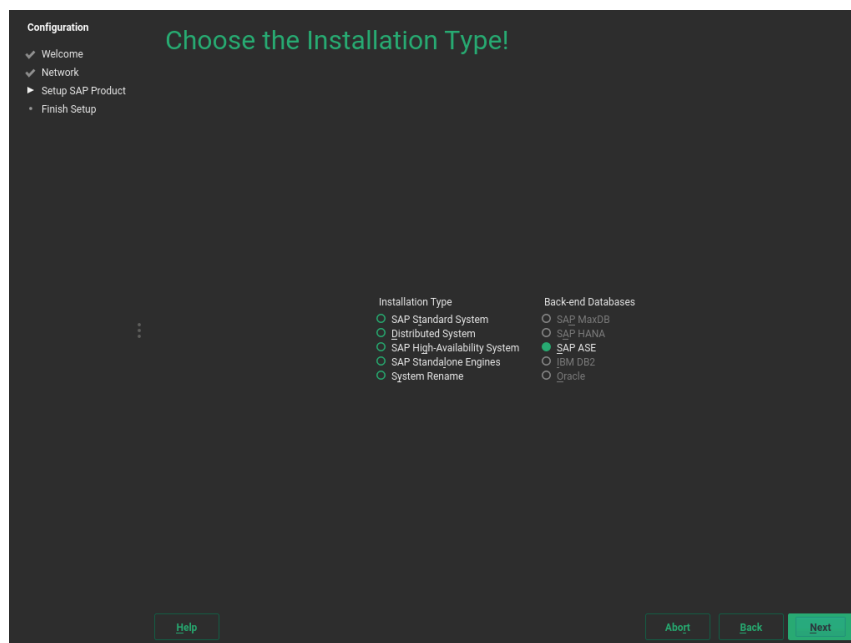 Configuration
Welcome
Network
Setup SAP Product
Finish Setup
Choose the Installation Type!
Installation Type
SAP Standard System
Distributed System
SAP High-Availability System
SAP Standalone Engines
System Rename
Back-end Databases
SAP MaxDB
SAP HANA
SAP ASE
IBM DB2
Oracle
Help
Abort
Back
Next